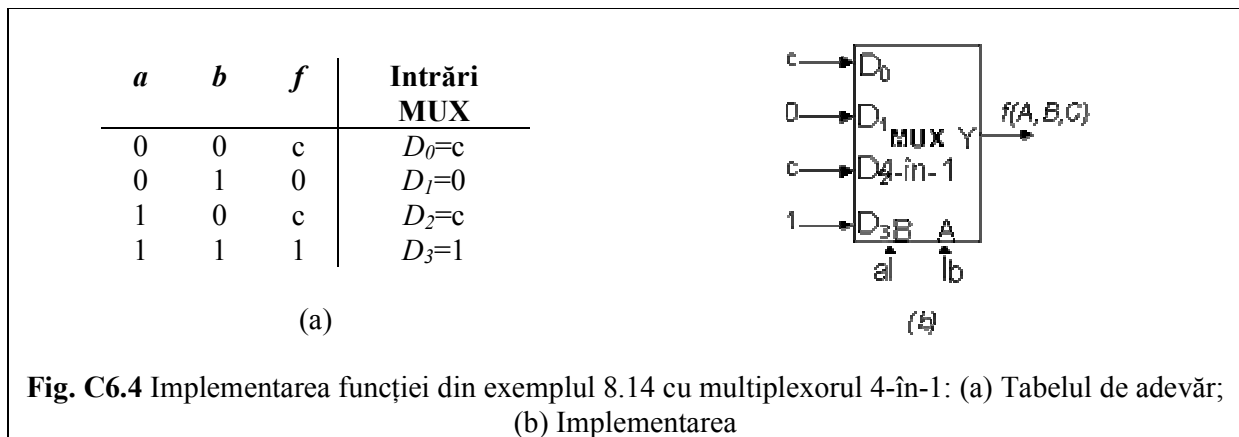 a b f Intrări
MUX
0 0 c D0=c
0 1 0 D1=0
1 0 c D2=c
1 1 1 D3=1
(a)
c D0
0 D1
MUX Y f(A,B,C)
c D2 4-în-1
1 D3 B A
a b
(b)
Fig. C6.4 Implementarea funcției din exemplul 8.14 cu multiplexorul 4-în-1: (a) Tabelul de adevăr;
(b) Implementarea